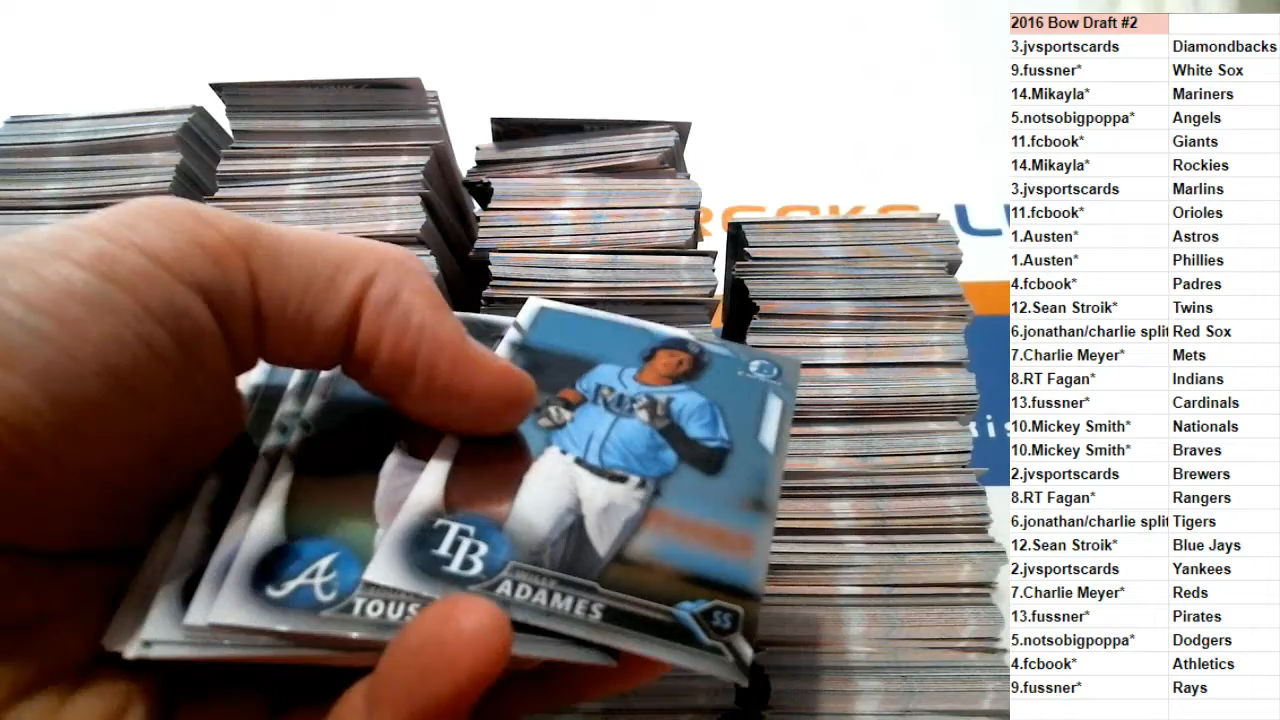 2016 Bow Draft #2
3.jvsportscards Diamondbacks
9.fussner* White Sox
14.Mikayla* Mariners
5.notsobigpoppa* Angels
11.fcbook* Giants
14.Mikayla* Rockies
3.jvsportscards Marlins
11.fcbook* Orioles
1.Austen* Astros
1.Austen* Phillies
4.fcbook* Padres
12.Sean Stroik* Twins
6.jonathan/charlie split Red Sox
7.Charlie Meyer* Mets
8.RT Fagan* Indians
13.fussner* Cardinals
10.Mickey Smith* Nationals
10.Mickey Smith* Braves
2.jvsportscards Brewers
8.RT Fagan* Rangers
6.jonathan/charlie split Tigers
12.Sean Stroik* Blue Jays
2.jvsportscards Yankees
7.Charlie Meyer* Reds
13.fussner* Pirates
5.notsobigpoppa* Dodgers
4.fcbook* Athletics
9.fussner* Rays
TB
ADAMES
SS
A
TOUS